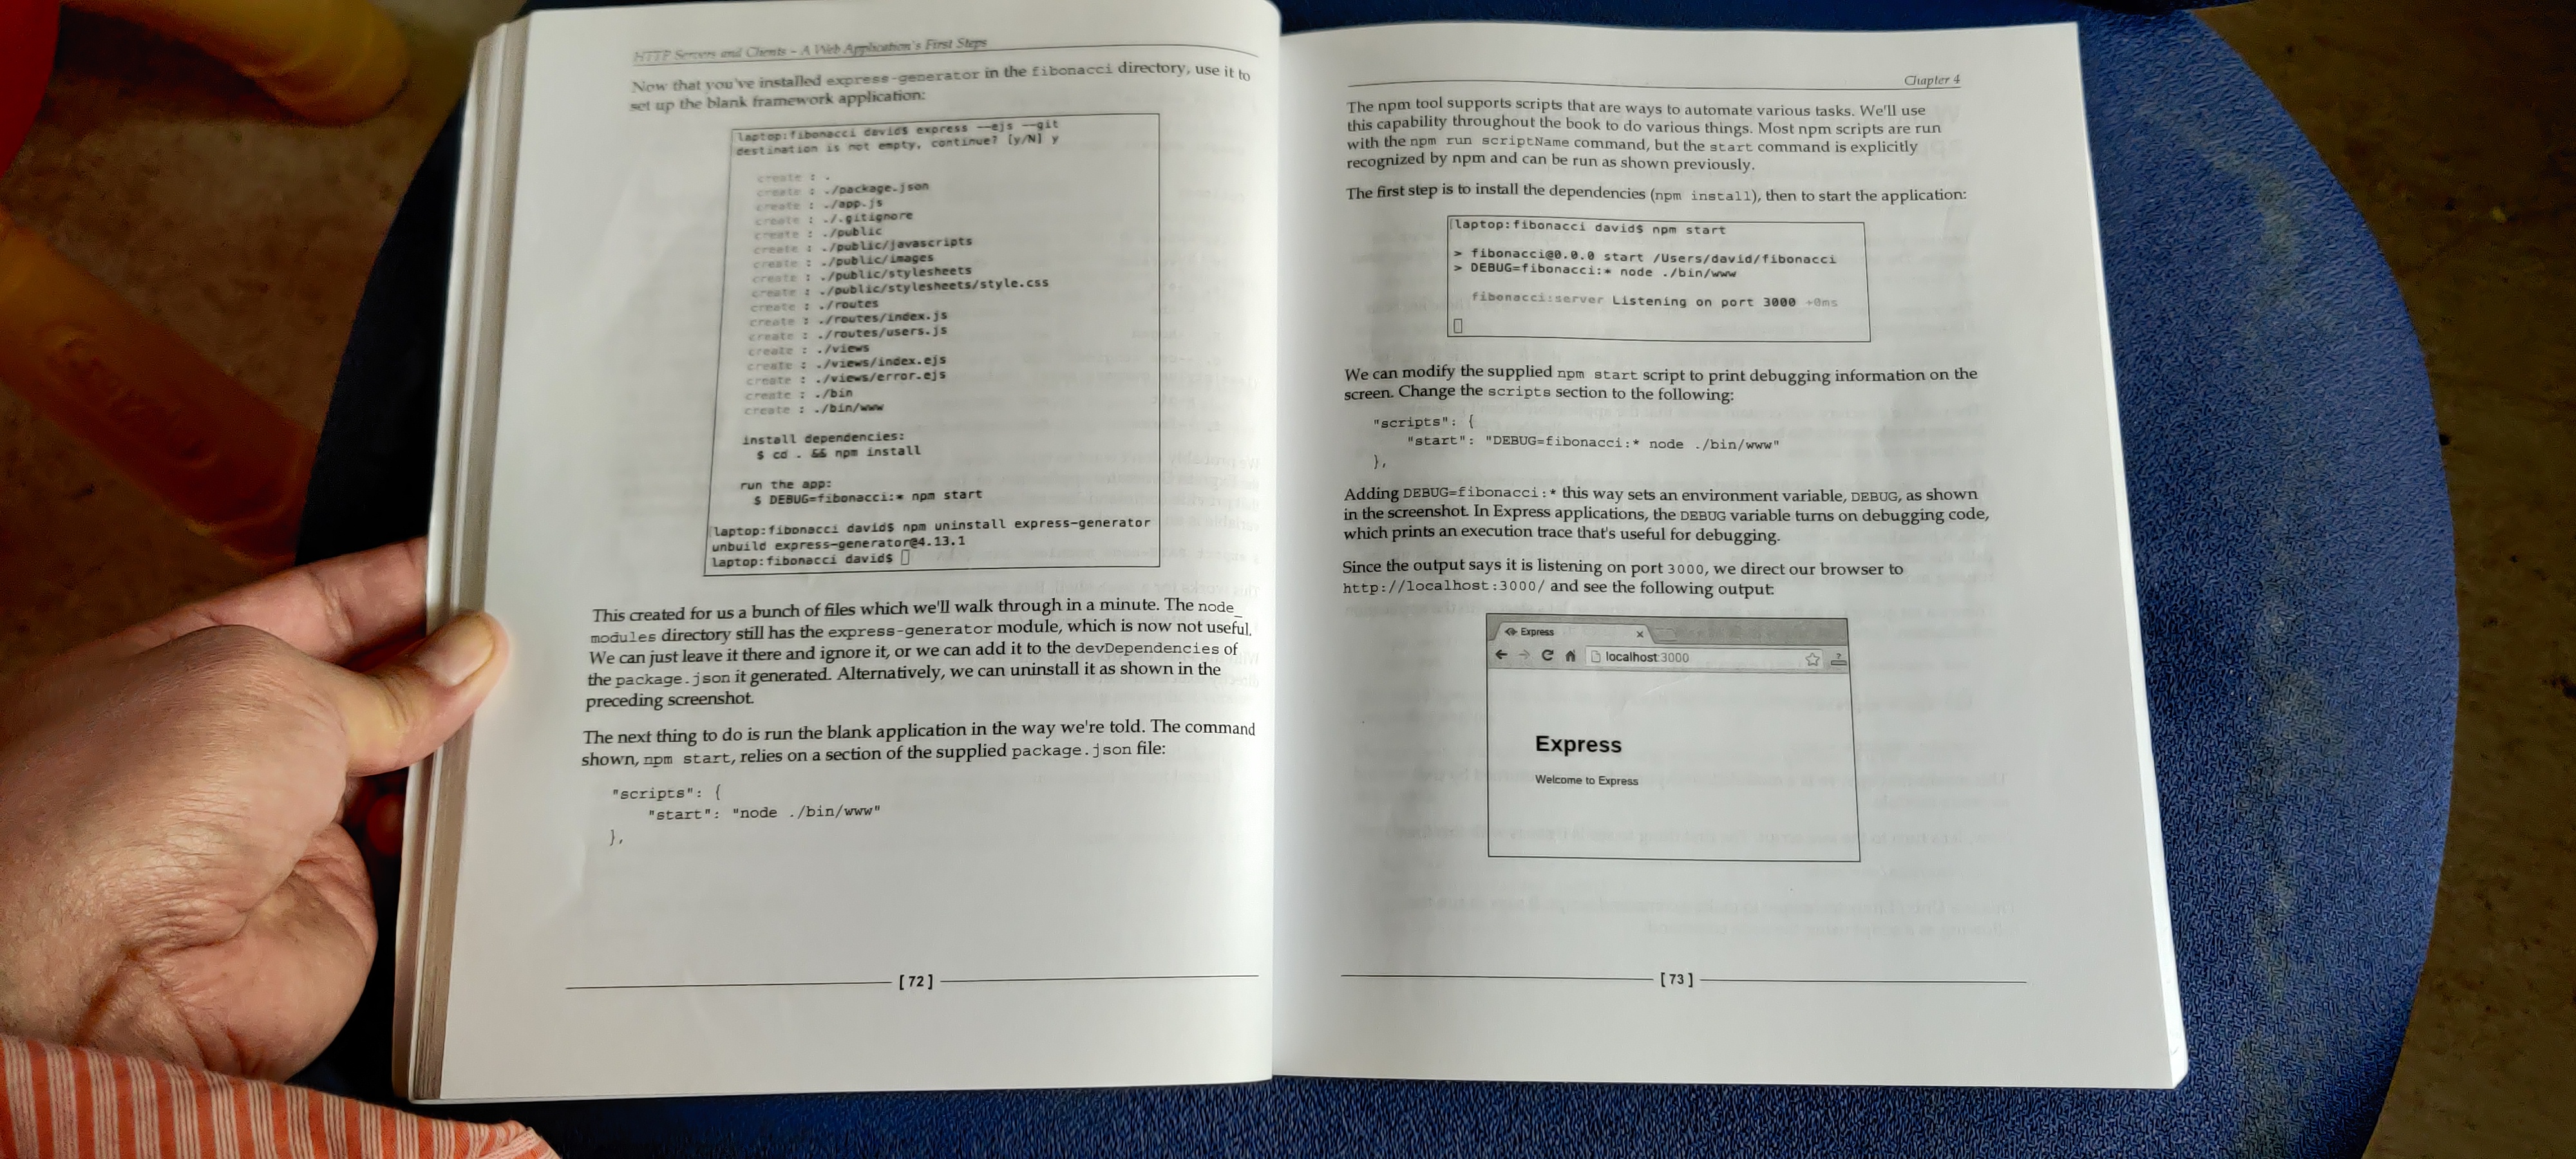 HTTP Servers and Clients – A Web Application's First Steps
Now that you've installed express-generator in the fibonacci directory, use it to
set up the blank framework application:
laptop:fibonacci david$ express --ejs --git
destination is not empty, continue? [y/N] y
create : .
create : ./package.json
create : ./app.js
create : ./.gitignore
create : ./public
create : ./public/javascripts
create : ./public/images
create : ./public/stylesheets
create : ./public/stylesheets/style.css
create : ./routes
create : ./routes/index.js
create : ./routes/users.js
create : ./views
create : ./views/index.ejs
create : ./views/error.ejs
create : ./bin
create : ./bin/www
install dependencies:
$ cd . && npm install
run the app:
$ DEBUG=fibonacci:* npm start
laptop:fibonacci david$ npm uninstall express-generator
unbuild express-generator@4.13.1
laptop:fibonacci david$
This created for us a bunch of files which we'll walk through in a minute. The node_
modules directory still has the express-generator module, which is now not useful.
We can just leave it there and ignore it, or we can add it to the devDependencies of
the package.json it generated. Alternatively, we can uninstall it as shown in the
preceding screenshot.
The next thing to do is run the blank application in the way we're told. The command
shown, npm start, relies on a section of the supplied package.json file:
"scripts": {
"start": "node ./bin/www"
},
[ 72 ]
Chapter 4
The npm tool supports scripts that are ways to automate various tasks. We'll use
this capability throughout the book to do various things. Most npm scripts are run
with the npm run scriptName command, but the start command is explicitly
recognized by npm and can be run as shown previously.
The first step is to install the dependencies (npm install), then to start the application:
laptop:fibonacci david$ npm start
> fibonacci@0.0.0 start /Users/david/fibonacci
> DEBUG=fibonacci:* node ./bin/www
fibonacci:server Listening on port 3000 +0ms
We can modify the supplied npm start script to print debugging information on the
screen. Change the scripts section to the following:
"scripts": {
"start": "DEBUG=fibonacci:* node ./bin/www"
},
Adding DEBUG=fibonacci:* this way sets an environment variable, DEBUG, as shown
in the screenshot. In Express applications, the DEBUG variable turns on debugging code,
which prints an execution trace that's useful for debugging.
Since the output says it is listening on port 3000, we direct our browser to
http://localhost:3000/ and see the following output:
Express
localhost:3000
Express
Welcome to Express
[ 73 ]